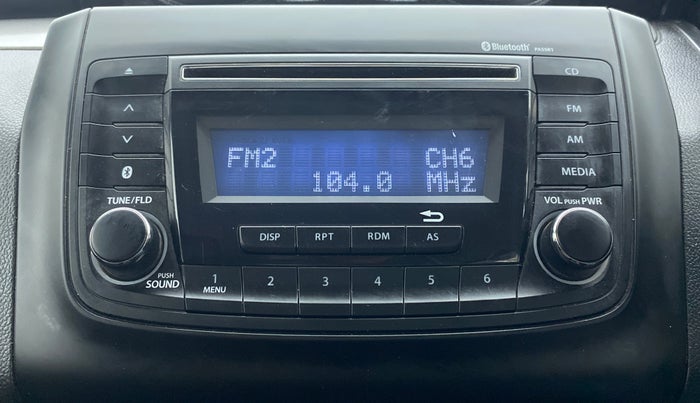 Bluetooth PA5SR1
CD
FM
AM
MEDIA
FM2 CH6
104.0 MHz
TUNE/FLD
VOL PUSH PWR
DISP RPT RDM AS
PUSH
SOUND
1 2 3 4 5 6
MENU